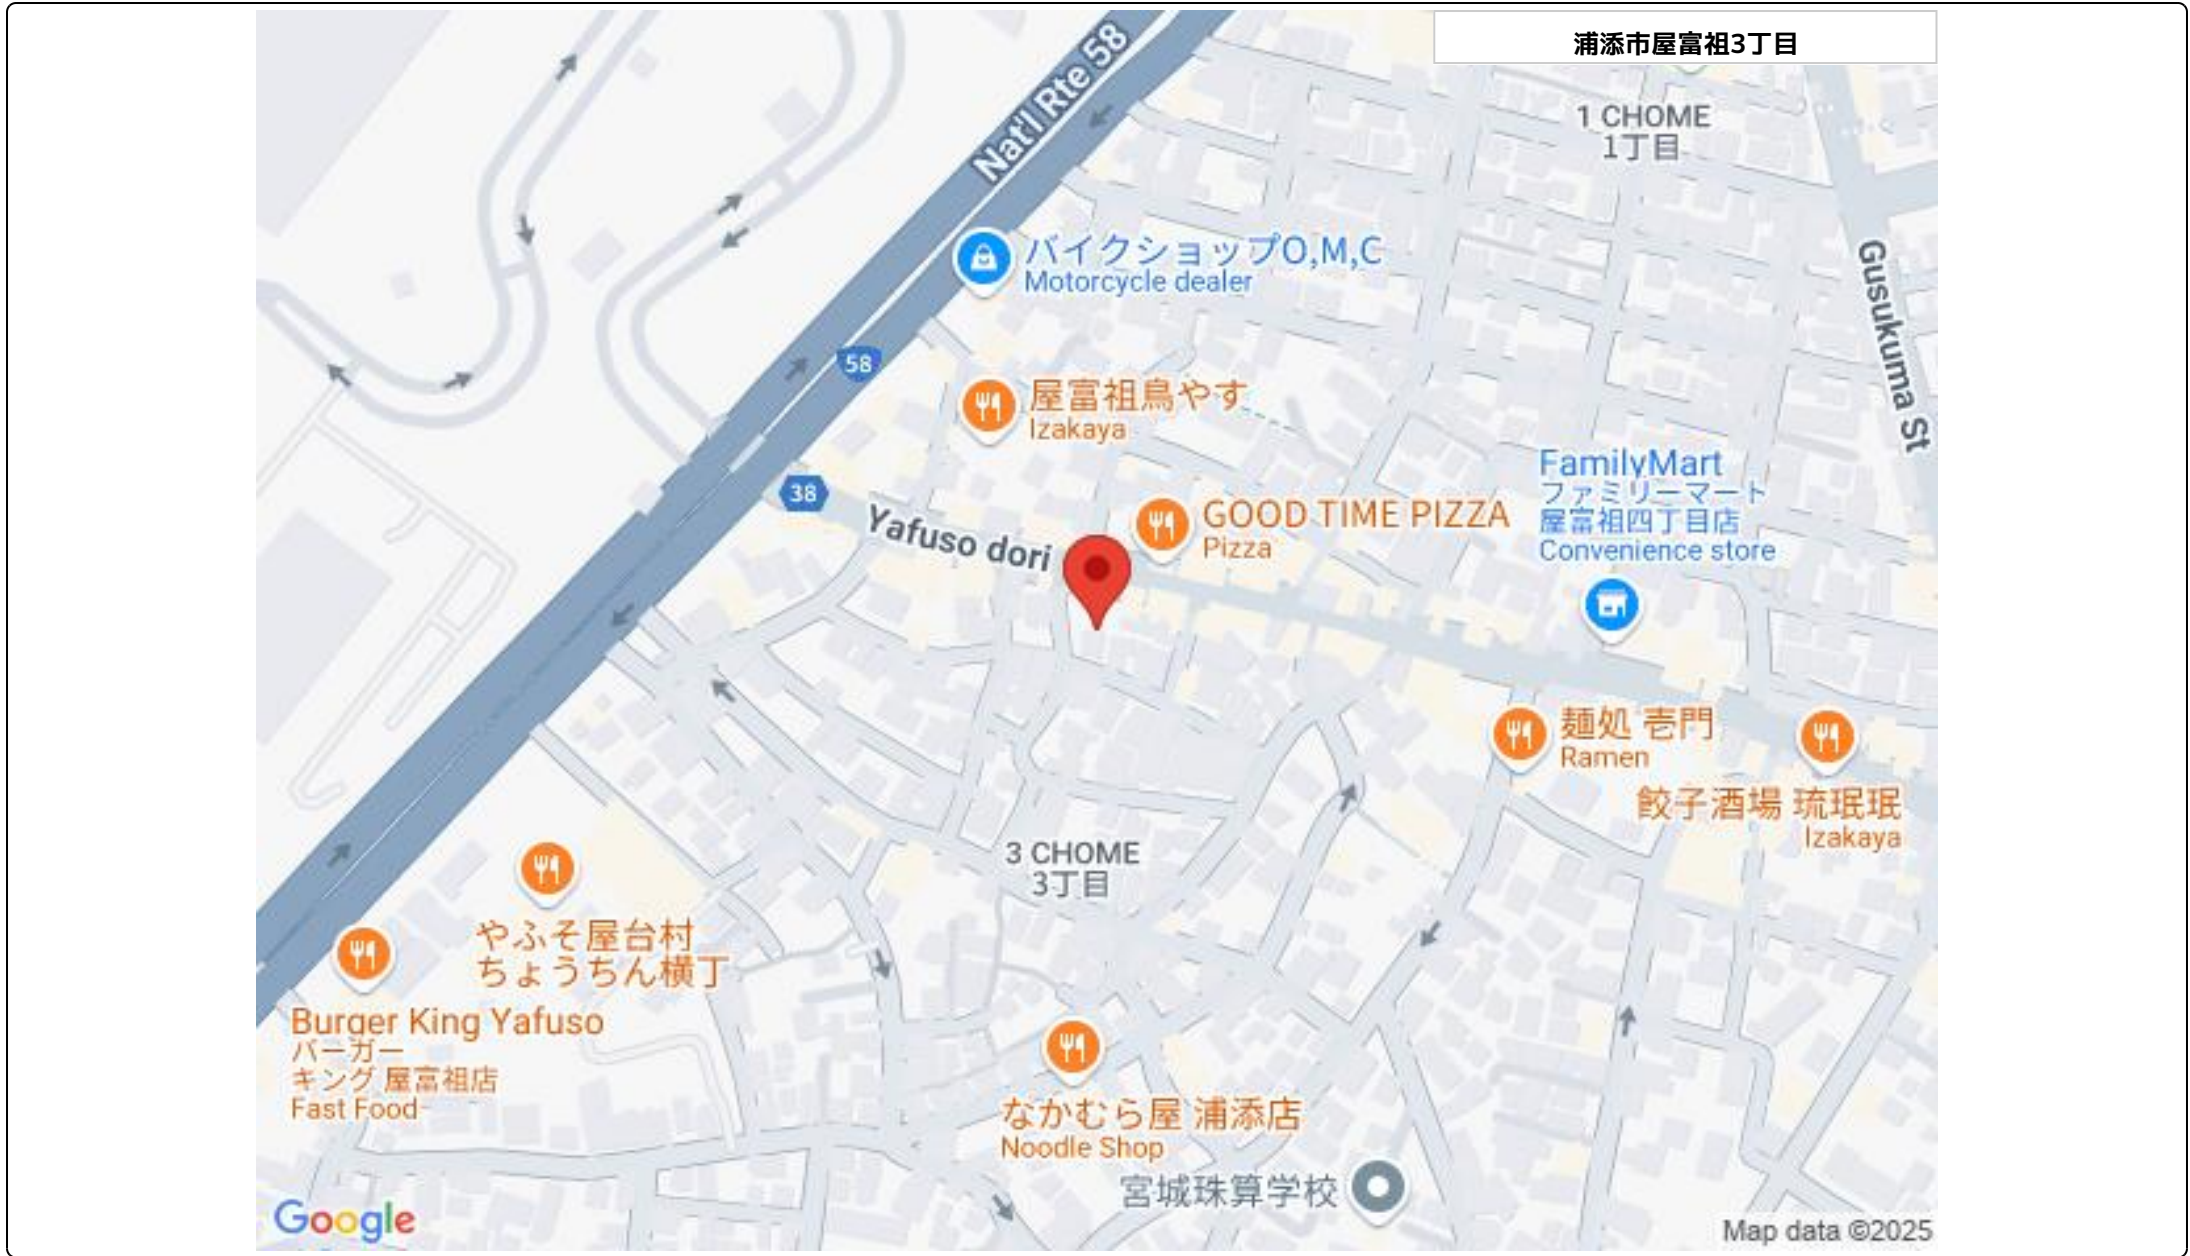 浦添市屋富祖3丁目
Nat'l Rte 58
1 CHOME
1丁目
バイクショップO,M,C
Motorcycle dealer
Gusukuma St
58
屋富祖鳥やす
Izakaya
38
Yafuso dori
GOOD TIME PIZZA
Pizza
FamilyMart
ファミリーマート
屋富祖四丁目店
Convenience store
麺処 壱門
Ramen
餃子酒場 琉珉珉
Izakaya
3 CHOME
3丁目
やふそ屋台村
ちょうちん横丁
Burger King Yafuso
バーガー
キング 屋富祖店
Fast Food
なかむら屋 浦添店
Noodle Shop
宮城珠算学校
Google
Map data ©2025